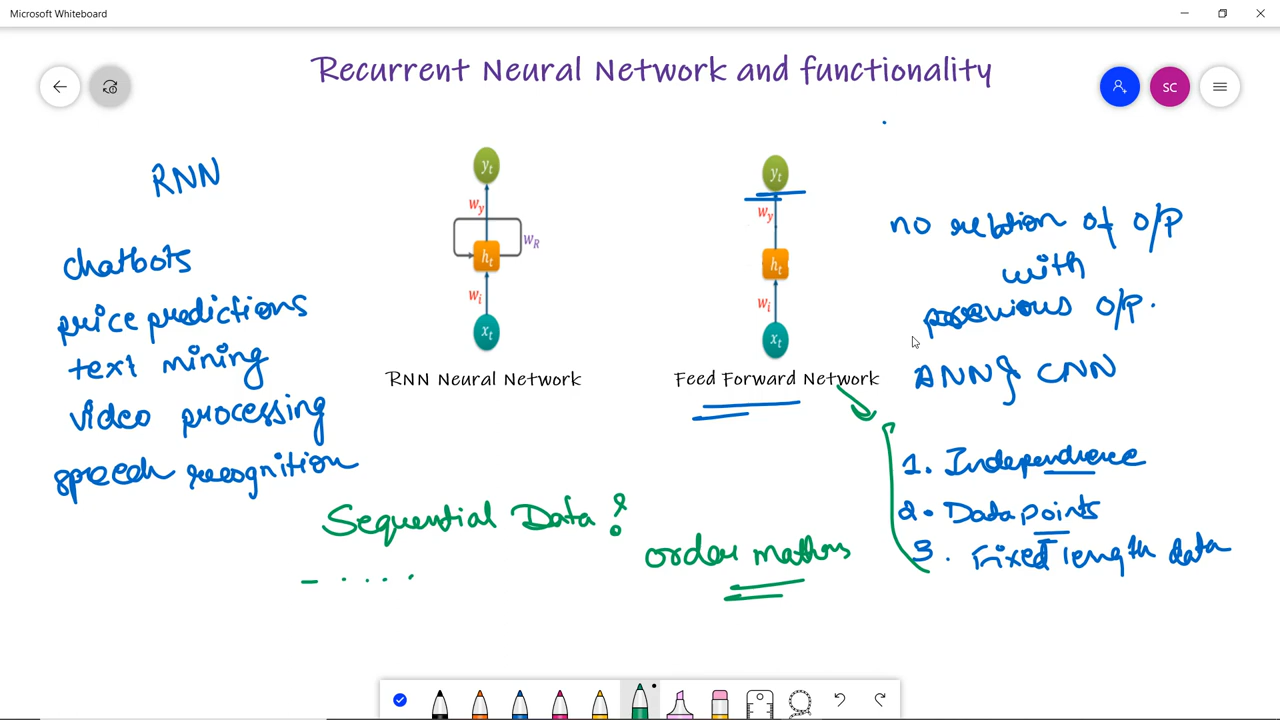 Microsoft Whiteboard
Recurrent Neural Network and functionality
SC
RNN
chatbots
price predictions
text mining
video processing
speech recognition
yt
wy
wR
ht
wi
xt
RNN Neural Network
yt
wy
ht
wi
xt
Feed Forward Network
no relation of O/P
with
previous O/P.
ANN & CNN
1. Independence
2. Data points
3. Fixed length data
Sequential Data
order matters